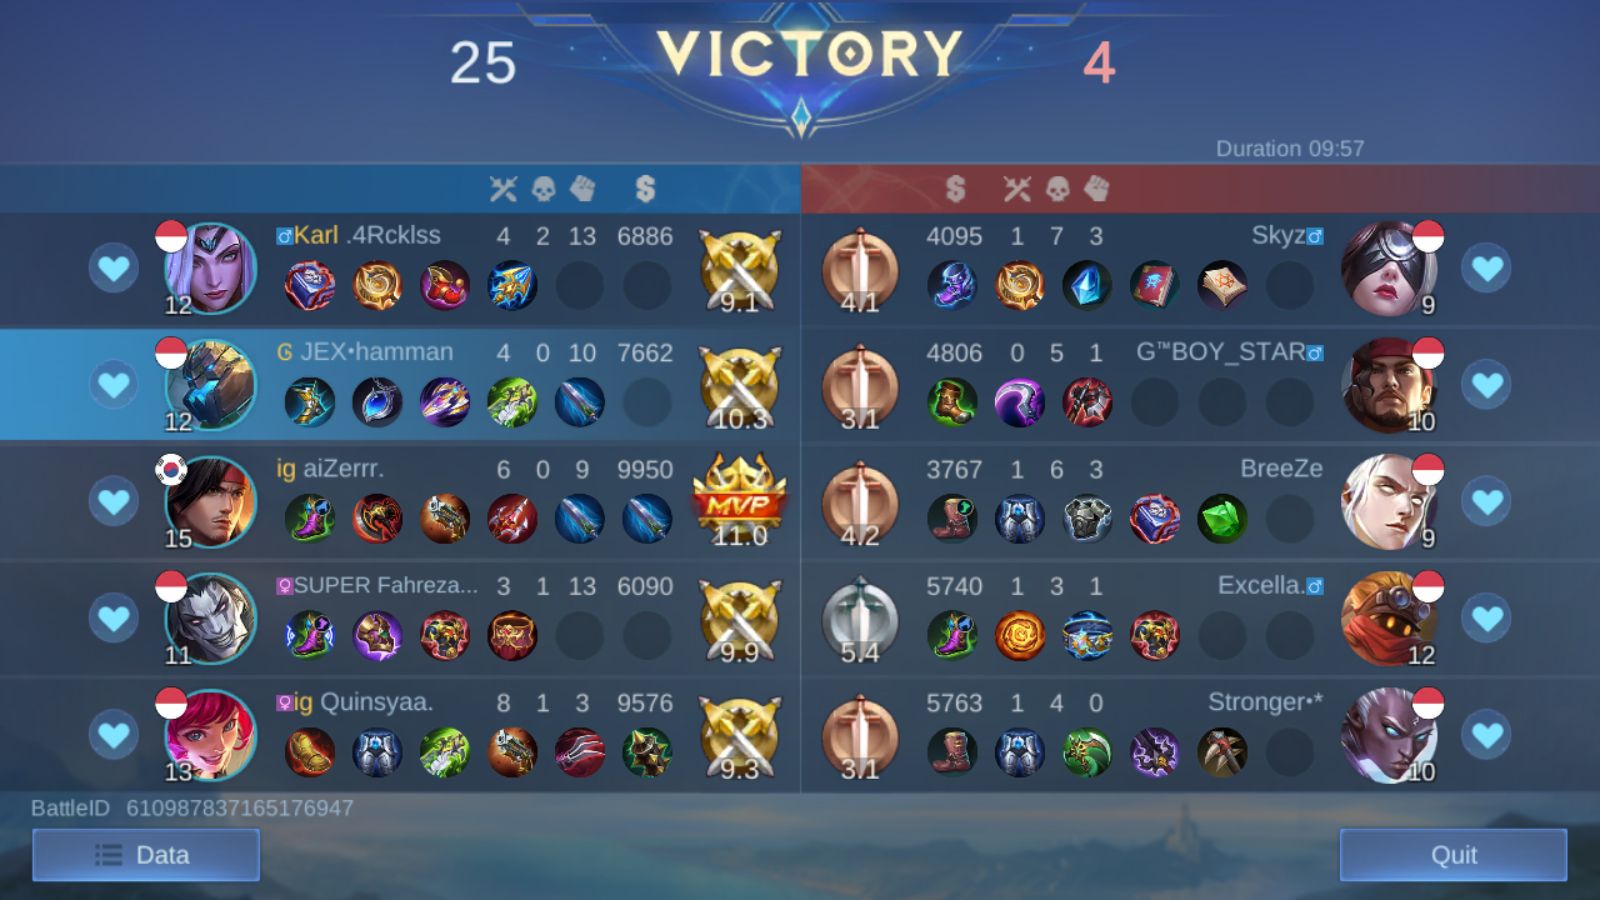 25 VICTORY 4
Duration 09:57
Karl .4Rcklss 4 2 13 6886
12 9.1
4095 1 7 3 Skyz
4.1 9
G JEX•hamman 4 0 10 7662
12 10.3
4806 0 5 1 G™BOY_STAR
3.1 10
ig aiZerrr. 6 0 9 9950
MVP
15 11.0
3767 1 6 3 BreeZe
4.2 9
SUPER Fahreza... 3 1 13 6090
11 9.9
5740 1 3 1 Excella.
5.4 12
ig Quinsyaa. 8 1 3 9576
13 9.3
5763 1 4 0 Stronger•*
3.1 10
BattleID 610987837165176947
Data
Quit